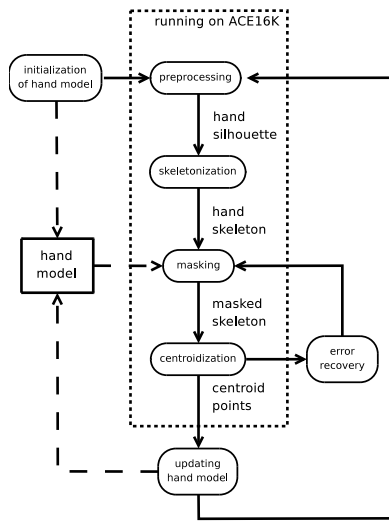 running on ACE16K
initialization
of hand model
preprocessing
hand
silhouette
skeletonization
hand
skeleton
hand
model
masking
masked
skeleton
centroidization
error
recovery
centroid
points
updating
hand model